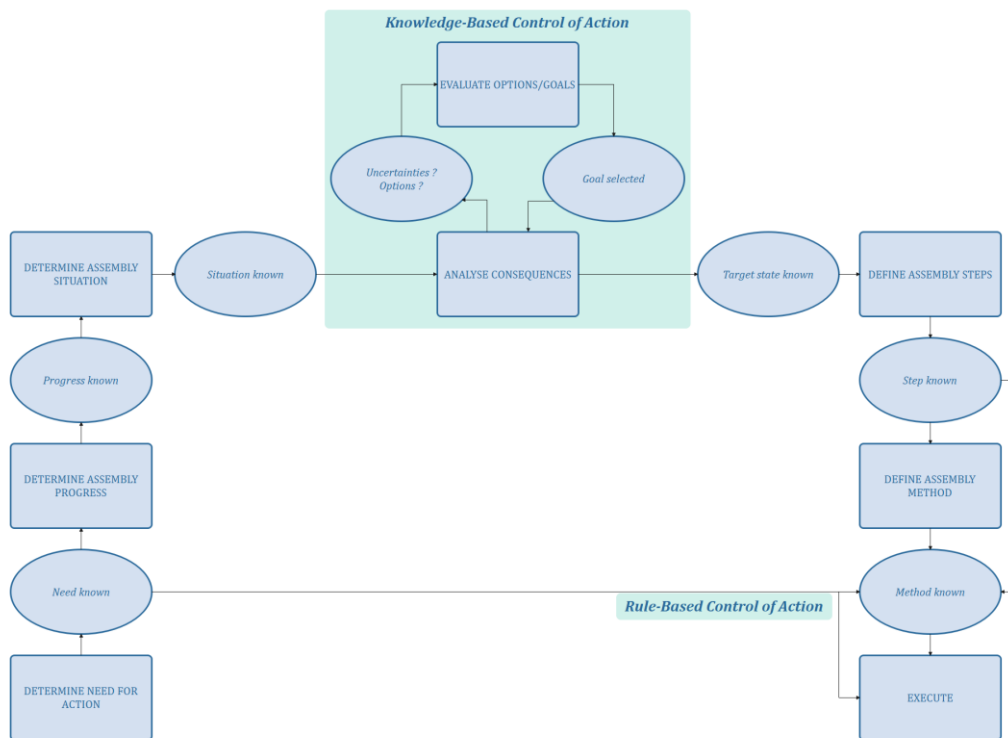 Knowledge-Based Control of Action
EVALUATE OPTIONS/GOALS
Uncertainties ?
Options ?
Goal selected
DETERMINE ASSEMBLY
SITUATION
Situation known
ANALYSE CONSEQUENCES
Target state known
DEFINE ASSEMBLY STEPS
Progress known
Step known
DETERMINE ASSEMBLY
PROGRESS
DEFINE ASSEMBLY
METHOD
Need known
Rule-Based Control of Action
Method known
DETERMINE NEED FOR
ACTION
EXECUTE